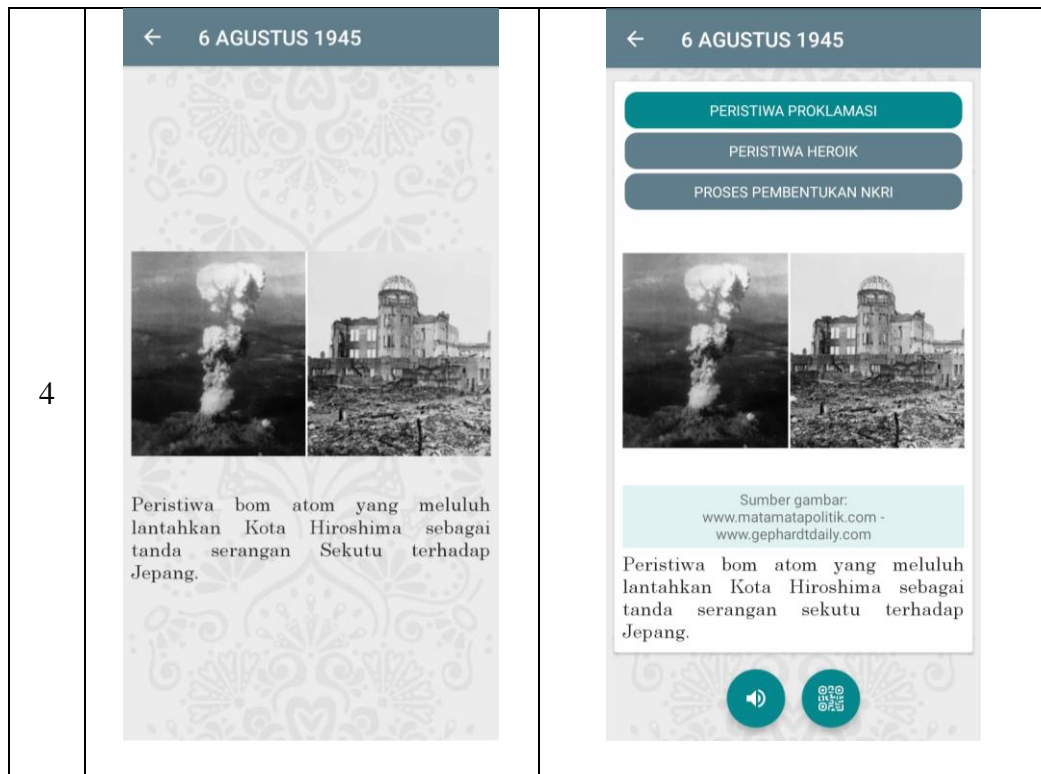 4
6 AGUSTUS 1945
Peristiwa bom atom yang meluluh
lantahkan Kota Hiroshima sebagai
tanda serangan Sekutu terhadap
Jepang.
6 AGUSTUS 1945
PERISTIWA PROKLAMASI
PERISTIWA HEROIK
PROSES PEMBENTUKAN NKRI
Sumber gambar:
www.matamatapolitik.com -
www.gephardtdaily.com
Peristiwa bom atom yang meluluh
lantahkan Kota Hiroshima sebagai
tanda serangan sekutu terhadap
Jepang.